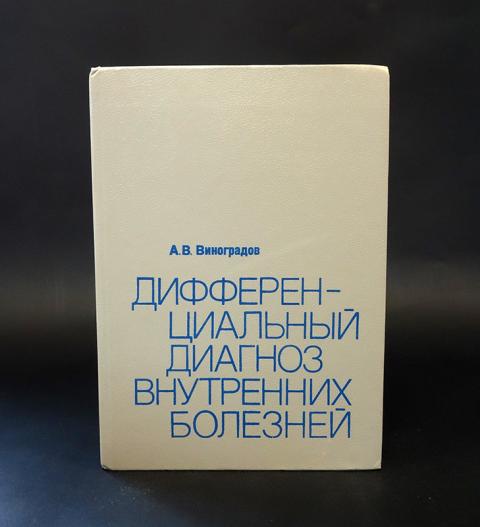 А.В. Виноградов
ДИФФЕРЕН-
ЦИАЛЬНЫЙ
ДИАГНОЗ
ВНУТРЕННИХ
БОЛЕЗНЕЙ